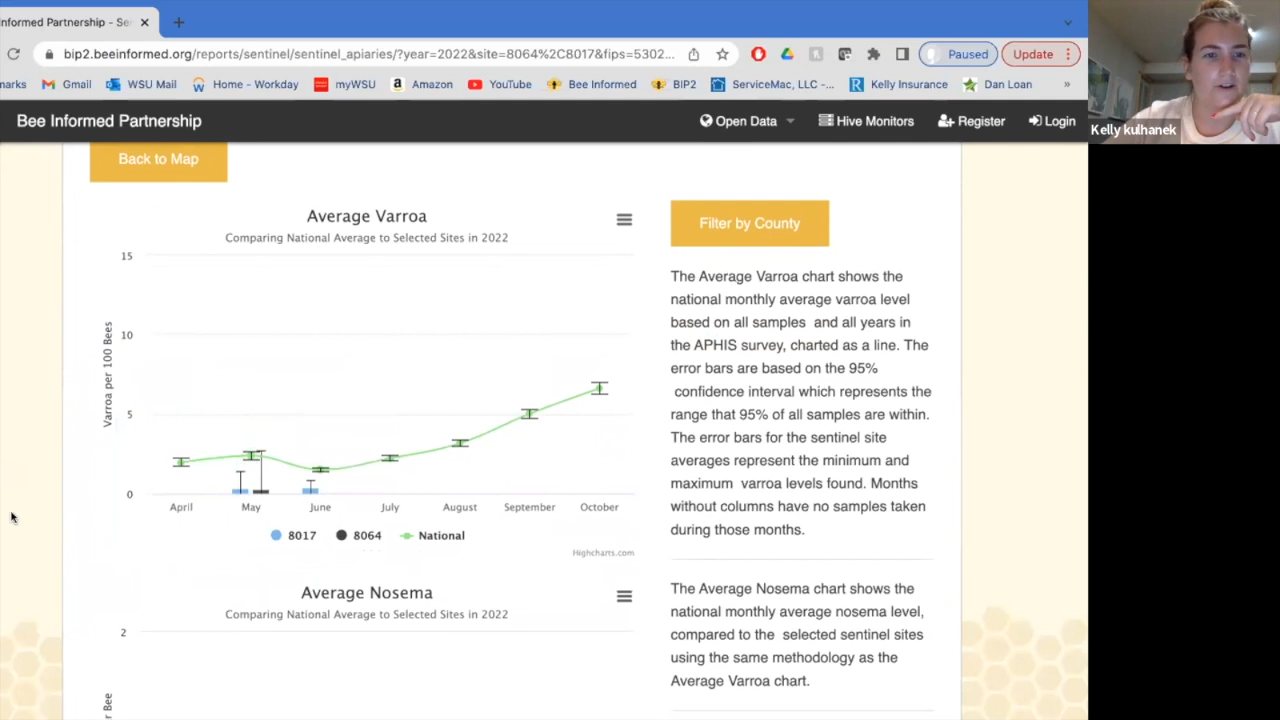 nformed Partnership - Se
bip2.beeinformed.org/reports/sentinel/sentinel_apiaries/?year=2022&site=8064%2C8017&fips=5302...
Paused
Update
marks
Gmail
WSU Mail
Home - Workday
myWSU
Amazon
YouTube
Bee Informed
BIP2
ServiceMac, LLC -...
Kelly Insurance
Dan Loan
»
Bee Informed Partnership
Open Data
Hive Monitors
Register
Login
Kelly kulhanek
Back to Map
Average Varroa
Comparing National Average to Selected Sites in 2022
Varroa per 100 Bees
15
10
5
0
April
May
June
July
August
September
October
8017
8064
National
Highcharts.com
Filter by County
The Average Varroa chart shows the
national monthly average varroa level
based on all samples and all years in
the APHIS survey, charted as a line. The
error bars are based on the 95%
confidence interval which represents the
range that 95% of all samples are within.
The error bars for the sentinel site
averages represent the minimum and
maximum varroa levels found. Months
without columns have no samples taken
during those months.
Average Nosema
Comparing National Average to Selected Sites in 2022
2
r Bee
The Average Nosema chart shows the
national monthly average nosema level,
compared to the selected sentinel sites
using the same methodology as the
Average Varroa chart.